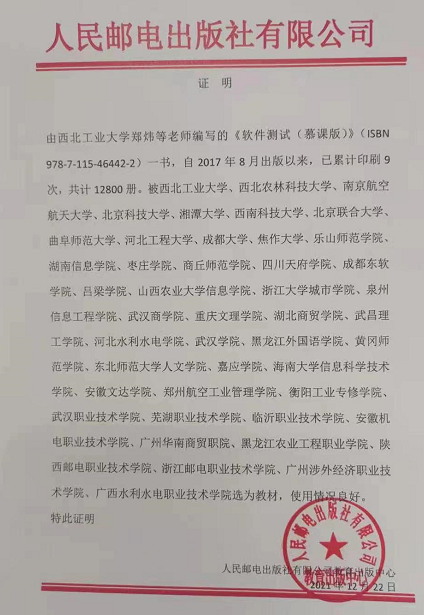 人民邮电出版社有限公司
证 明
由西北工业大学郑炜等老师编写的《软件测试（慕课版）》（ISBN
978-7-115-46442-2）一书，自 2017 年 8 月出版以来，已累计印刷 9
次，共计 12800 册。被西北工业大学、西北农林科技大学、南京航空
航天大学、北京科技大学、湘潭大学、西南科技大学、北京联合大学、
曲阜师范大学、河北工程大学、成都大学、焦作大学、乐山师范学院、
湖南信息学院、枣庄学院、商丘师范学院、四川天府学院、成都东软
学院、吕梁学院、山西农业大学信息学院、浙江大学城市学院、泉州
信息工程学院、武汉商学院、重庆文理学院、湖北商贸学院、武昌理
工学院、河北水利水电学院、武汉学院、黑龙江外国语学院、黄冈师
范学院、东北师范大学人文学院、嘉应学院、海南大学信息科学技术
学院、安徽文达学院、郑州航空工业管理学院、衡阳工业专修学院、
武汉职业技术学院、芜湖职业技术学院、临沂职业技术学院、安徽机
电职业技术学院、广州华南商贸职院、黑龙江农业工程职业学院、陕
西邮电职业技术学院、浙江邮电职业技术学院、广州涉外经济职业技
术学院、广西水利水电职业技术学院选为教材，使用情况良好。
特此证明
人民邮电出版社有限公司教育出版中心
2021 年 12 月 22 日
人民邮电出版社有限公司
教育出版中心